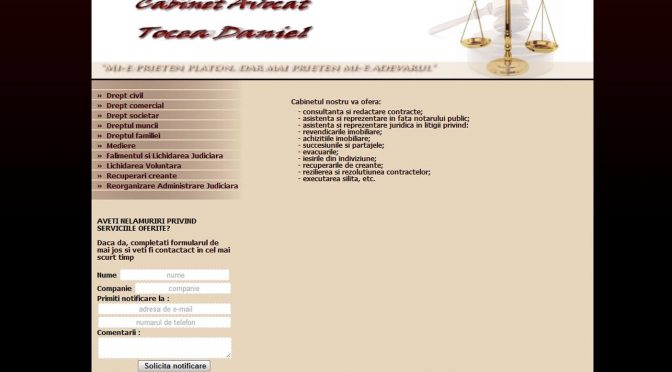 Cabinet Avocat
Tocea Daniel
"MI-E PRIETEN PLATON, DAR MAI PRIETEN MI-E ADEVARUL"
» Drept civil
» Drept comercial
» Drept societar
» Dreptul muncii
» Dreptul familiei
» Mediere
» Falimentul si Lichidarea Judiciara
» Lichidarea Voluntara
» Recuperari creante
» Reorganizare Administrare Judiciara
AVETI NELAMURIRI PRIVIND
SERVICIILE OFERITE?
Daca da, completati formularul de
mai jos si veti fi contactact in cel mai
scurt timp
Nume nume
Companie companie
Primiti notificare la :
adresa de e-mail
numarul de telefon
Comentarii :
Solicita notificare
Cabinetul nostru va ofera:
- consultanta si redactare contracte;
- asistenta si reprezentare in fata notarului public;
- asistenta si reprezentare juridica in litigii privind:
- revendicarile imobiliare;
- achizitiile imobiliare;
- succesiunile si partajele;
- evacuarile;
- iesirile din indiviziune;
- recuperarile de creante;
- rezilierea si rezolutiunea contractelor;
- executarea silita, etc.